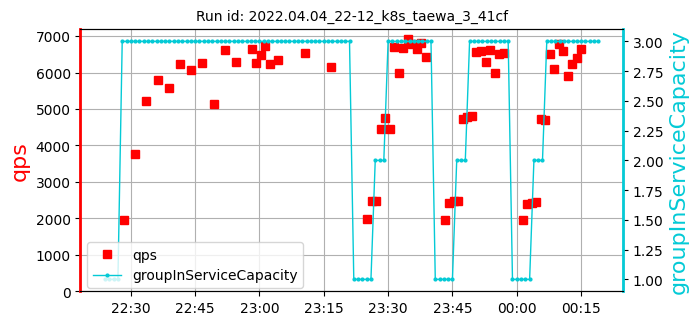 Run id: 2022.04.04_22-12_k8s_taewa_3_41cf
7000
6000
5000
4000
3000
2000
1000
0
qps
3.00
2.75
2.50
2.25
2.00
1.75
1.50
1.25
1.00
groupInServiceCapacity
qps
groupInServiceCapacity
22:30 22:45 23:00 23:15 23:30 23:45 00:00 00:15